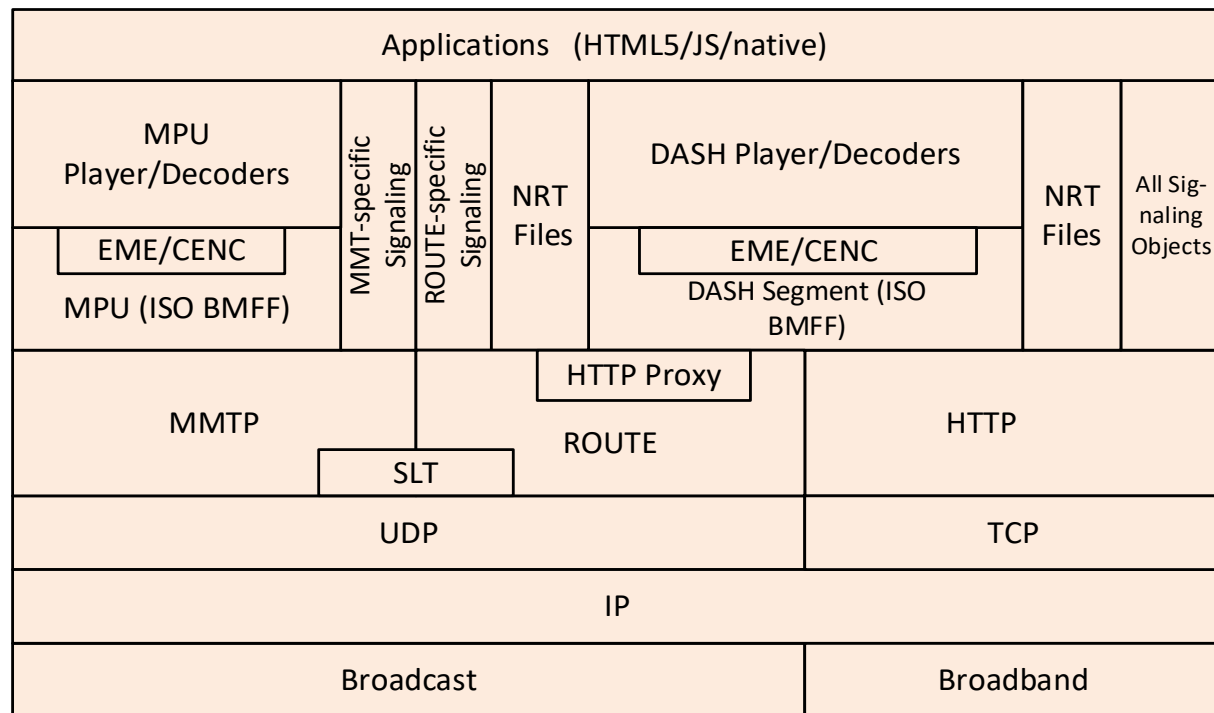 Applications (HTML5/JS/native)
MPU
Player/Decoders
EME/CENC
MPU (ISO BMFF)
MMT-specific
Signaling
ROUTE-specific
Signaling
NRT
Files
DASH Player/Decoders
EME/CENC
DASH Segment (ISO
BMFF)
NRT
Files
All Sig-
naling
Objects
MMTP
SLT
HTTP Proxy
ROUTE
HTTP
UDP
TCP
IP
Broadcast
Broadband